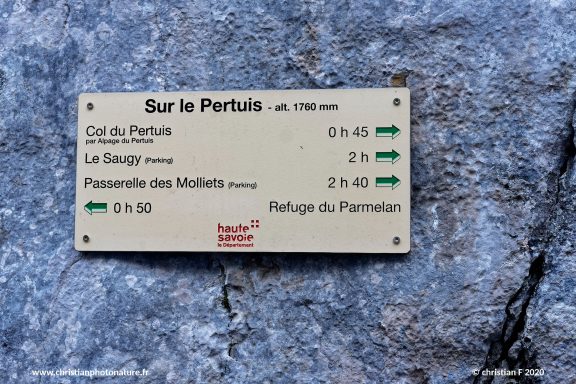 Sur le Pertuis - alt. 1760 mm
Col du Pertuis 0 h 45
par Alpage du Pertuis
Le Saugy (Parking) 2 h
Passerelle des Molliets (Parking) 2 h 40
0 h 50 Refuge du Parmelan
haute
savoie
le Département
www.christianphotonature.fr
© christian F 2020